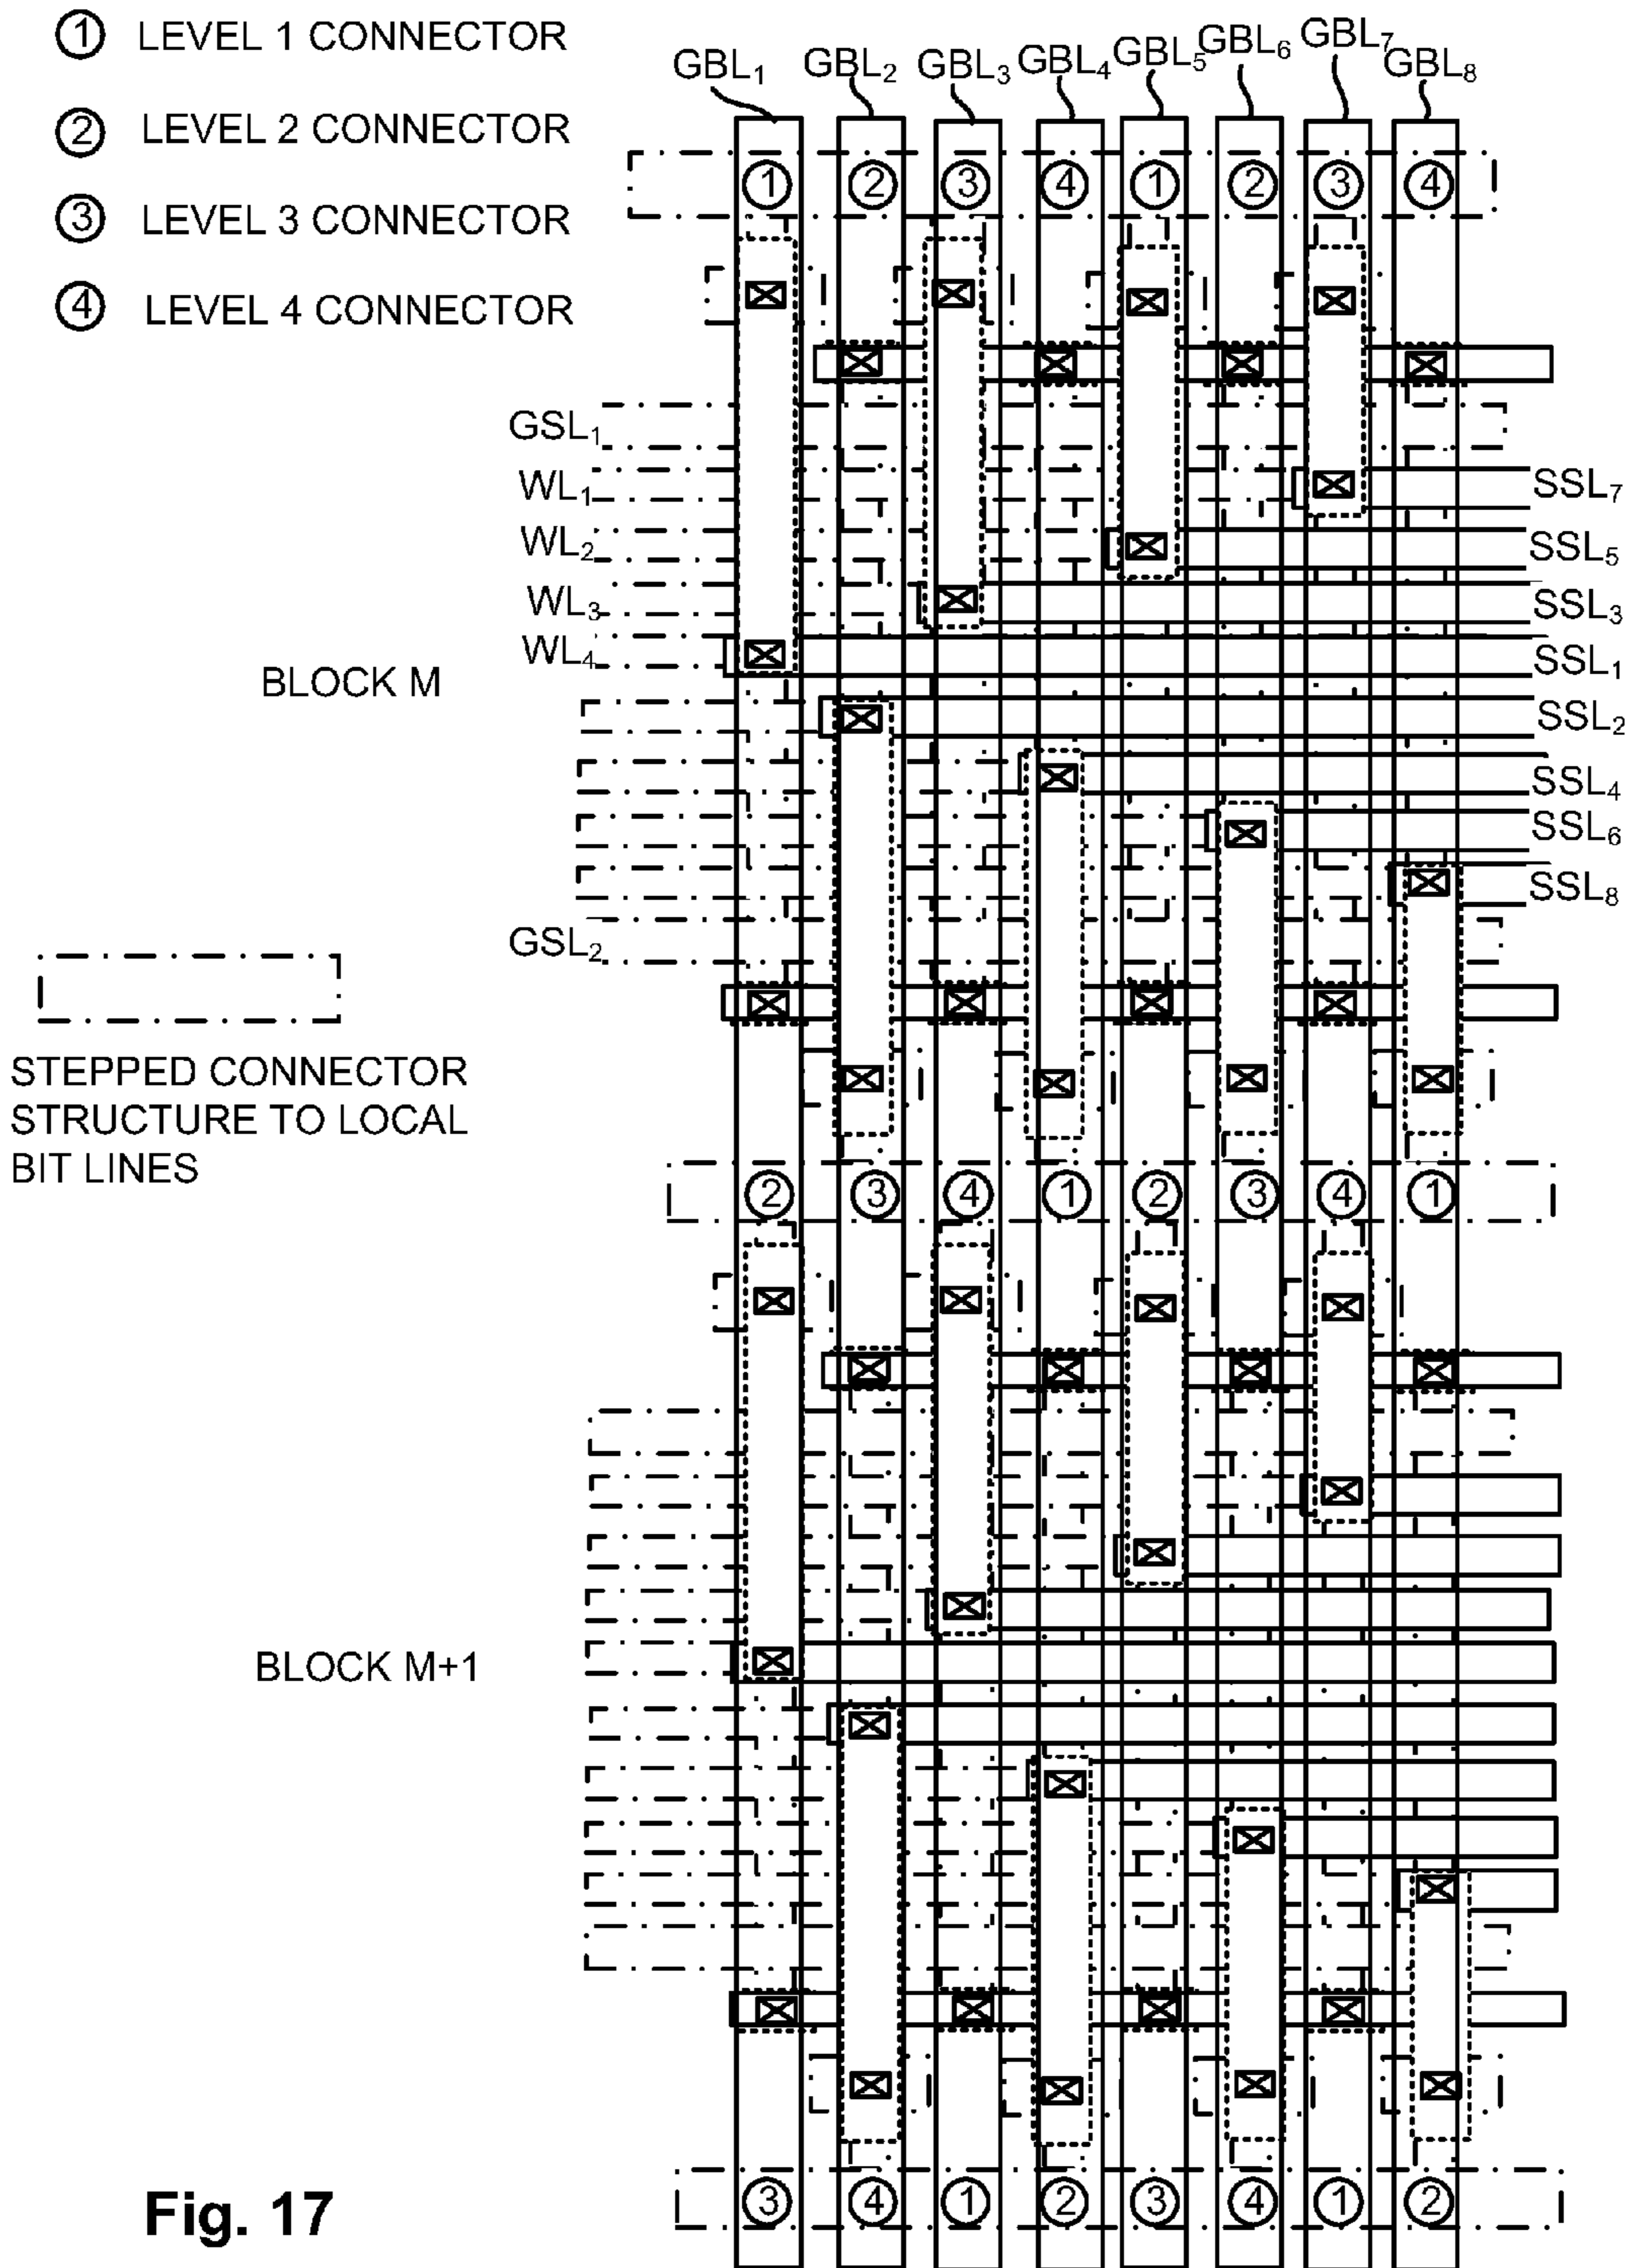 ① LEVEL 1 CONNECTOR
② LEVEL 2 CONNECTOR
③ LEVEL 3 CONNECTOR
④ LEVEL 4 CONNECTOR
GBL₁ GBL₂ GBL₃ GBL₄ GBL₅ GBL₆ GBL₇ GBL₈
① ② ③ ④ ① ② ③ ④
GSL₁
WL₁
WL₂
WL₃
WL₄
SSL₇
SSL₅
SSL₃
SSL₁
SSL₂
SSL₄
SSL₆
SSL₈
BLOCK M
GSL₂
STEPPED CONNECTOR
STRUCTURE TO LOCAL
BIT LINES
② ③ ④ ① ② ③ ④ ①
BLOCK M+1
③ ④ ① ② ③ ④ ① ②
Fig. 17